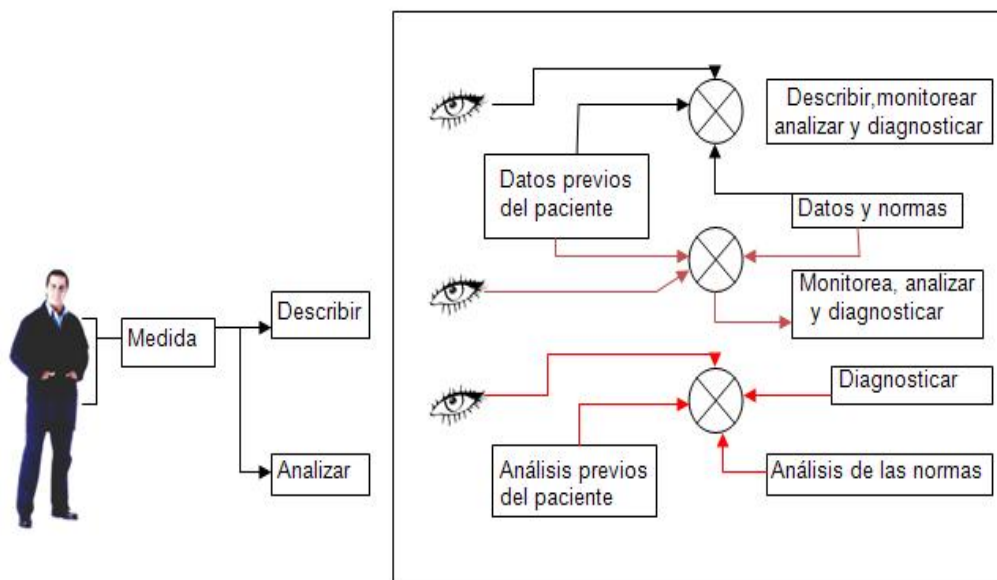 Describir,monitorear
analizar y diagnosticar
Datos previos
del paciente
Datos y normas
Monitorea, analizar
y diagnosticar
Describir
Medida
Diagnosticar
Analizar
Análisis previos
del paciente
Análisis de las normas